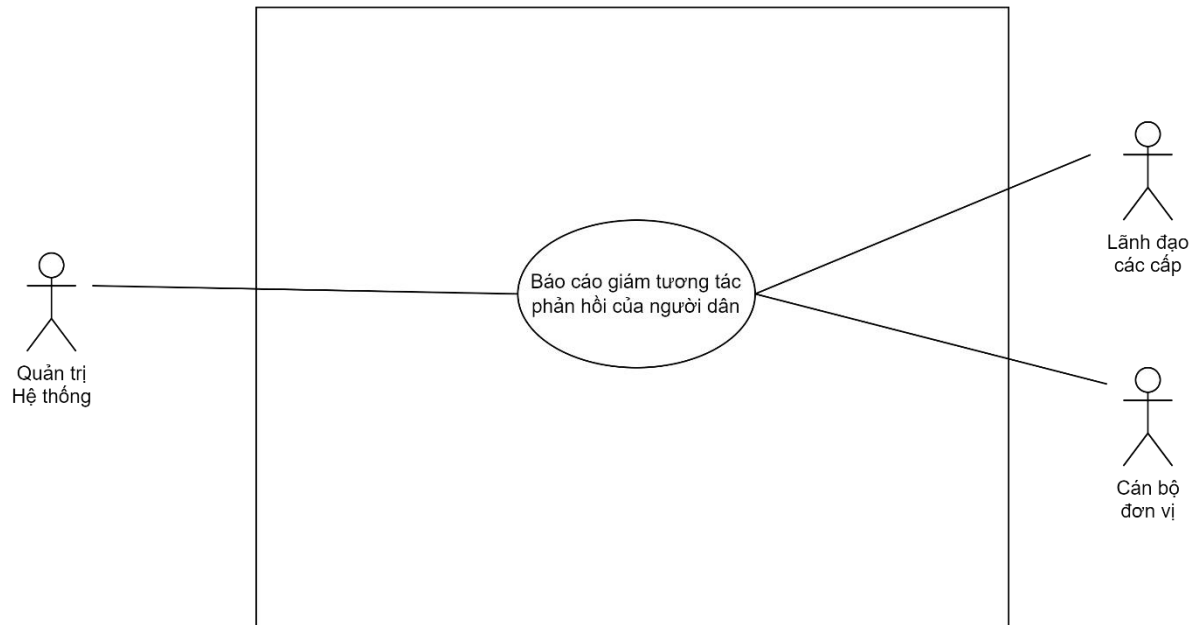 Báo cáo giám tương tác
phản hồi của người dân
Lãnh đạo
các cấp
Quản trị
Hệ thống
Cán bộ
đơn vị